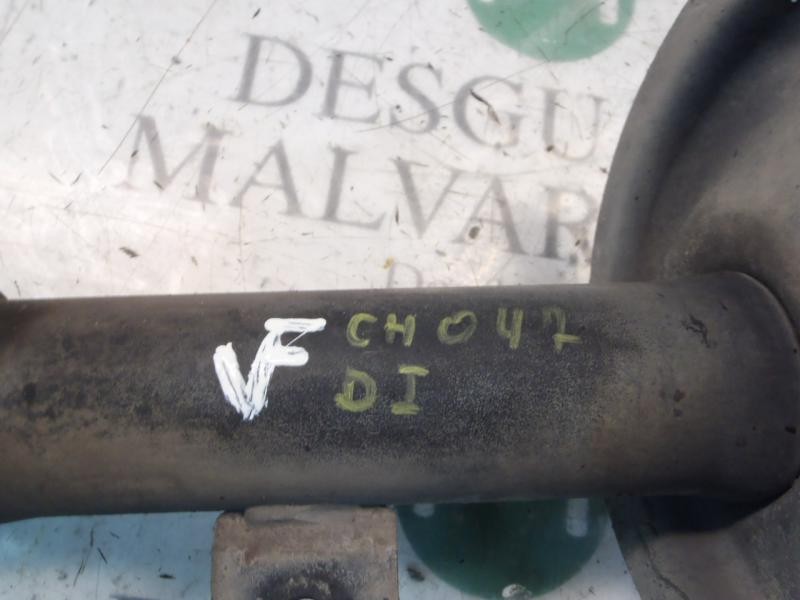 DESGU
MALVAR
VF CH047
DI